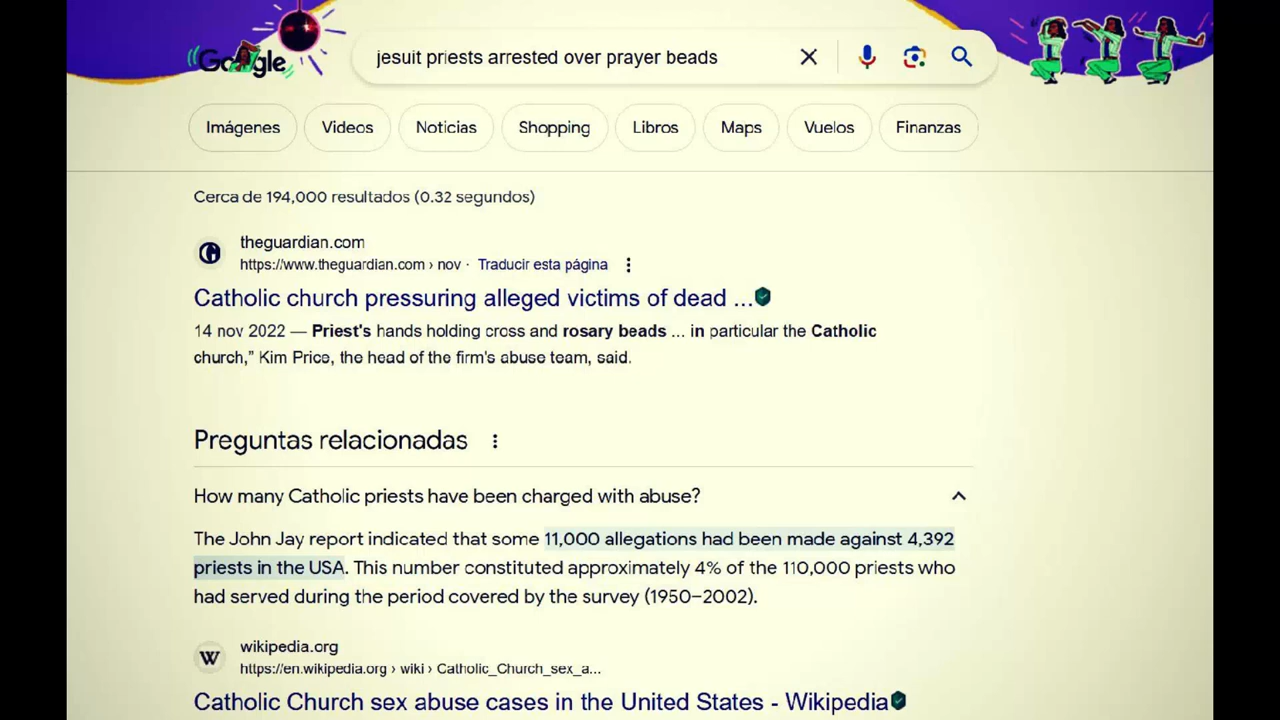 Google
jesuit priests arrested over prayer beads
Imágenes Videos Noticias Shopping Libros Maps Vuelos Finanzas
Cerca de 194,000 resultados (0.32 segundos)
theguardian.com
https://www.theguardian.com › nov · Traducir esta página
Catholic church pressuring alleged victims of dead ...
14 nov 2022 — Priest's hands holding cross and rosary beads ... in particular the Catholic
church,” Kim Price, the head of the firm's abuse team, said.
Preguntas relacionadas
How many Catholic priests have been charged with abuse?
The John Jay report indicated that some 11,000 allegations had been made against 4,392
priests in the USA. This number constituted approximately 4% of the 110,000 priests who
had served during the period covered by the survey (1950–2002).
W
wikipedia.org
https://en.wikipedia.org › wiki › Catholic_Church_sex_a...
Catholic Church sex abuse cases in the United States - Wikipedia